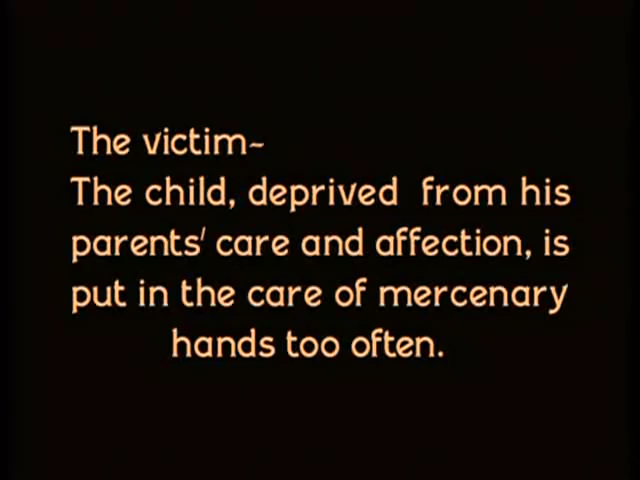 The victim~
The child, deprived from his
parents' care and affection, is
put in the care of mercenary
hands too often.